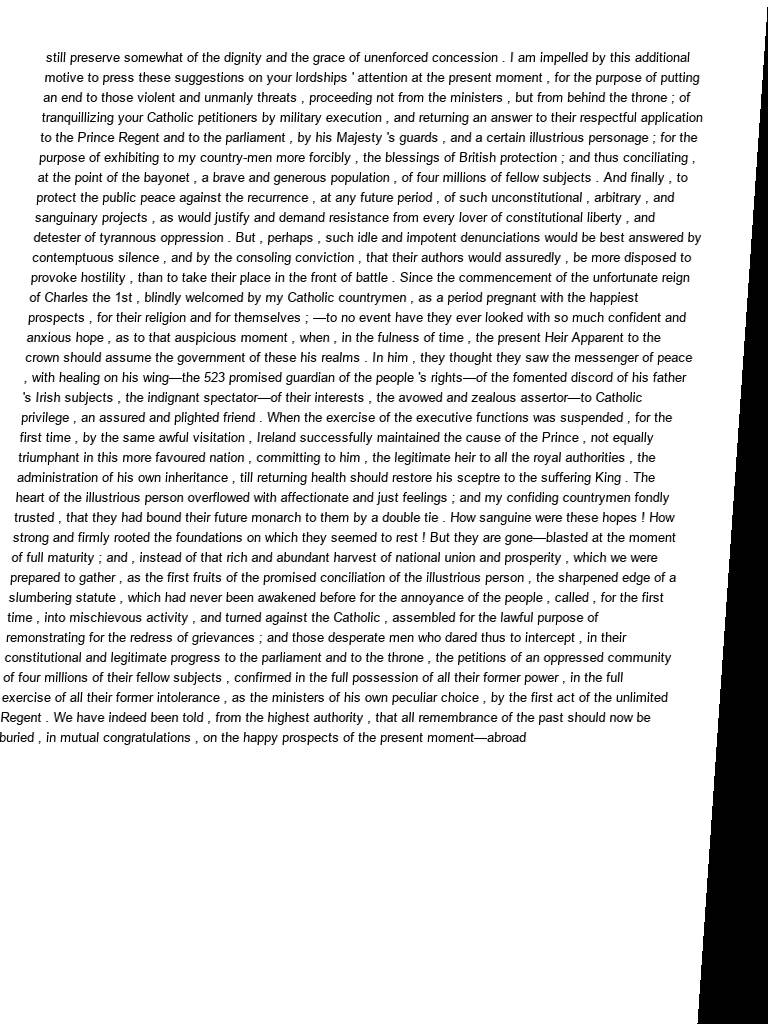 still preserve somewhat of the dignity and the grace of unenforced concession . I am impelled by this additional
motive to press these suggestions on your lordships ' attention at the present moment , for the purpose of putting
an end to those violent and unmanly threats , proceeding not from the ministers , but from behind the throne ; of
tranquillizing your Catholic petitioners by military execution , and returning an answer to their respectful application
to the Prince Regent and to the parliament , by his Majesty 's guards , and a certain illustrious personage ; for the
purpose of exhibiting to my country-men more forcibly , the blessings of British protection ; and thus conciliating ,
at the point of the bayonet , a brave and generous population , of four millions of fellow subjects . And finally , to
protect the public peace against the recurrence , at any future period , of such unconstitutional , arbitrary , and
sanguinary projects , as would justify and demand resistance from every lover of constitutional liberty , and
detester of tyrannous oppression . But , perhaps , such idle and impotent denunciations would be best answered by
contemptuous silence , and by the consoling conviction , that their authors would assuredly , be more disposed to
provoke hostility , than to take their place in the front of battle . Since the commencement of the unfortunate reign
of Charles the 1st , blindly welcomed by my Catholic countrymen , as a period pregnant with the happiest
prospects , for their religion and for themselves ; —to no event have they ever looked with so much confident and
anxious hope , as to that auspicious moment , when , in the fulness of time , the present Heir Apparent to the
crown should assume the government of these his realms . In him , they thought they saw the messenger of peace
, with healing on his wing—the 523 promised guardian of the people 's rights—of the fomented discord of his father
's Irish subjects , the indignant spectator—of their interests , the avowed and zealous assertor—to Catholic
privilege , an assured and plighted friend . When the exercise of the executive functions was suspended , for the
first time , by the same awful visitation , Ireland successfully maintained the cause of the Prince , not equally
triumphant in this more favoured nation , committing to him , the legitimate heir to all the royal authorities , the
administration of his own inheritance , till returning health should restore his sceptre to the suffering King . The
heart of the illustrious person overflowed with affectionate and just feelings ; and my confiding countrymen fondly
trusted , that they had bound their future monarch to them by a double tie . How sanguine were these hopes ! How
strong and firmly rooted the foundations on which they seemed to rest ! But they are gone—blasted at the moment
of full maturity ; and , instead of that rich and abundant harvest of national union and prosperity , which we were
prepared to gather , as the first fruits of the promised conciliation of the illustrious person , the sharpened edge of a
slumbering statute , which had never been awakened before for the annoyance of the people , called , for the first
time , into mischievous activity , and turned against the Catholic , assembled for the lawful purpose of
remonstrating for the redress of grievances ; and those desperate men who dared thus to intercept , in their
constitutional and legitimate progress to the parliament and to the throne , the petitions of an oppressed community
of four millions of their fellow subjects , confirmed in the full possession of all their former power , in the full
exercise of all their former intolerance , as the ministers of his own peculiar choice , by the first act of the unlimited
Regent . We have indeed been told , from the highest authority , that all remembrance of the past should now be
buried , in mutual congratulations , on the happy prospects of the present moment—abroad